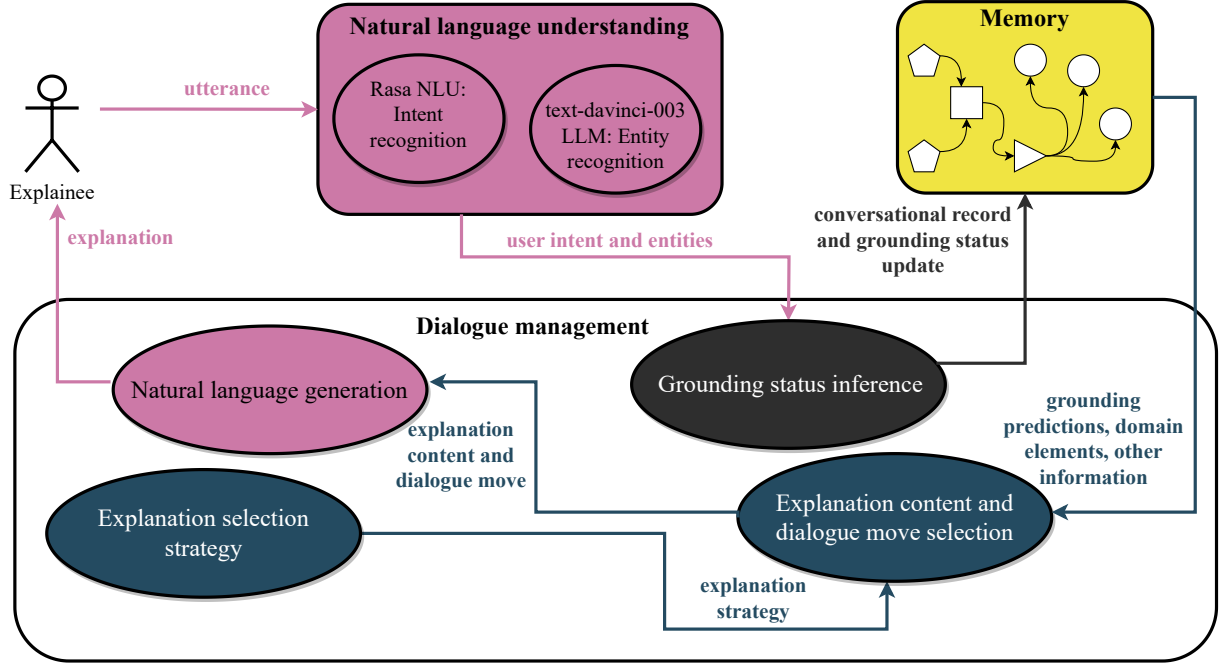 Natural language understanding
Memory
Rasa NLU:
Intent
recognition
text-davinci-003
LLM: Entity
recognition
utterance
Explainee
explanation
user intent and entities
conversational record
and grounding status
update
Dialogue management
Natural language generation
Grounding status inference
grounding
predictions, domain
elements, other
information
explanation
content and
dialogue move
Explanation selection
strategy
Explanation content and
dialogue move selection
explanation
strategy